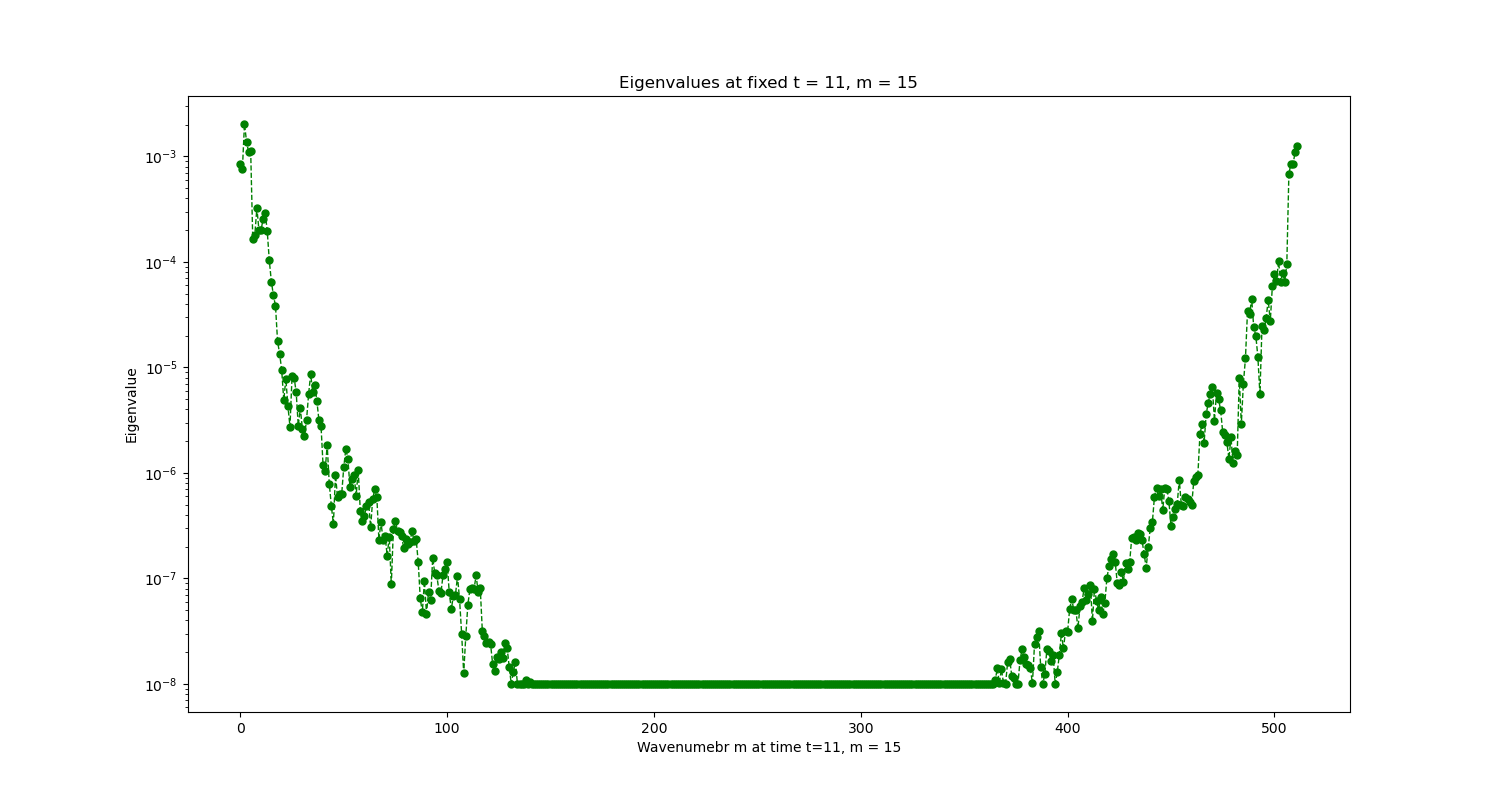 Eigenvalues at fixed t = 11, m = 15
Eigenvalue
10⁻³
10⁻⁴
10⁻⁵
10⁻⁶
10⁻⁷
10⁻⁸
0 100 200 300 400 500
Wavenumebr m at time t=11, m = 15